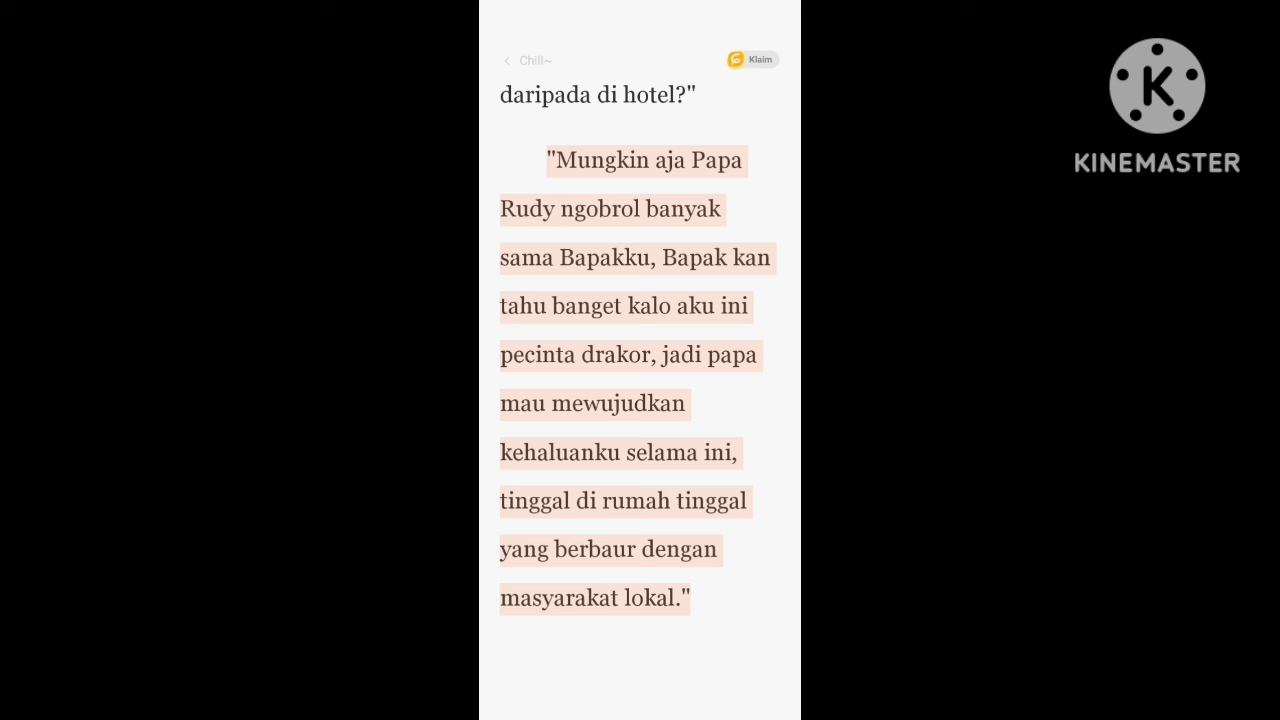 Chill~
Klaim
daripada di hotel?"
"Mungkin aja Papa
Rudy ngobrol banyak
sama Bapakku, Bapak kan
tahu banget kalo aku ini
pecinta drakor, jadi papa
mau mewujudkan
kehaluanku selama ini,
tinggal di rumah tinggal
yang berbaur dengan
masyarakat lokal."
K
KINEMASTER